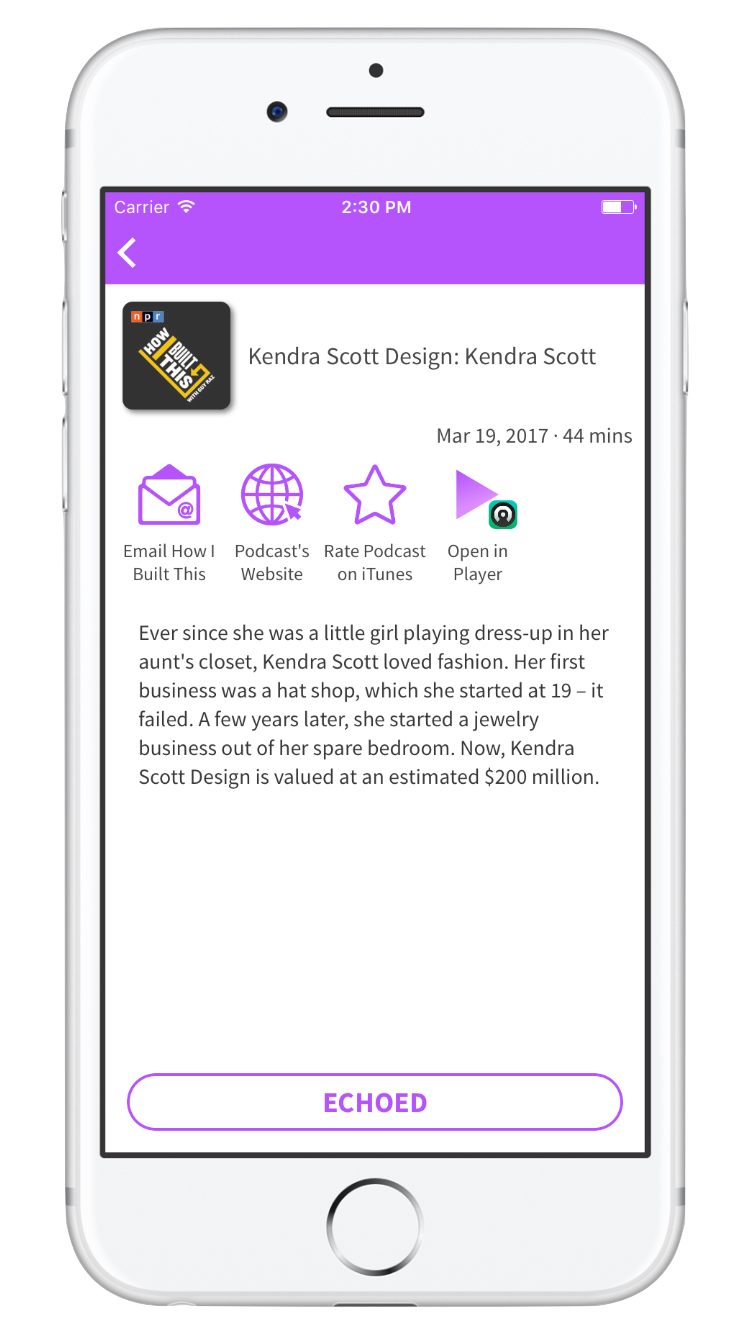 Carrier
2:30 PM
npr
HOW
I BUILT
THIS
WITH GUY RAZ
Kendra Scott Design: Kendra Scott
Mar 19, 2017 · 44 mins
@
Email How I
Built This
Podcast's
Website
Rate Podcast
on iTunes
Open in
Player
Ever since she was a little girl playing dress-up in her
aunt's closet, Kendra Scott loved fashion. Her first
business was a hat shop, which she started at 19 – it
failed. A few years later, she started a jewelry
business out of her spare bedroom. Now, Kendra
Scott Design is valued at an estimated $200 million.
ECHOED